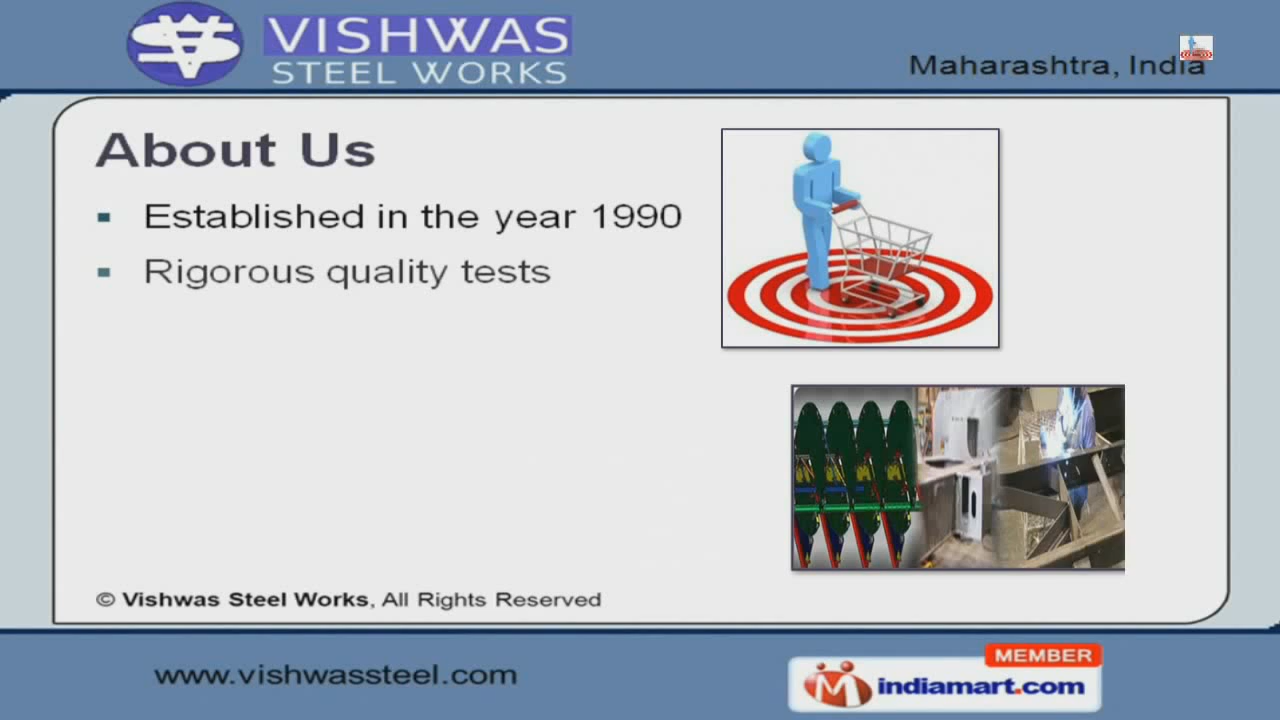 VISHWAS
STEEL WORKS
Maharashtra, India
About Us
▪ Established in the year 1990
▪ Rigorous quality tests
© Vishwas Steel Works, All Rights Reserved
www.vishwassteel.com
MEMBER
indiamart.com